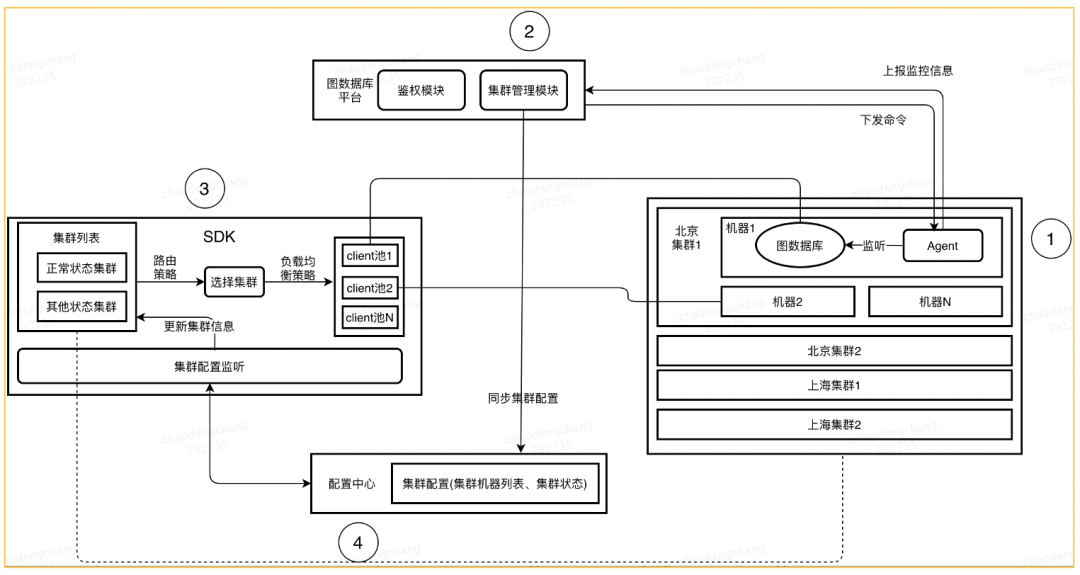 2
图数据库
平台
鉴权模块
集群管理模块
上报监控信息
下发命令
3
集群列表
正常状态集群
其他状态集群
SDK
路由
策略
选择集群
负载均
衡策略
client池1
client池2
client池N
更新集群信息
集群配置监听
1
北京
集群1
机器1
图数据库
监听
Agent
机器2
机器N
北京集群2
上海集群1
上海集群2
同步集群配置
配置中心
集群配置(集群机器列表、集群状态)
4
zhaodengchang
392235